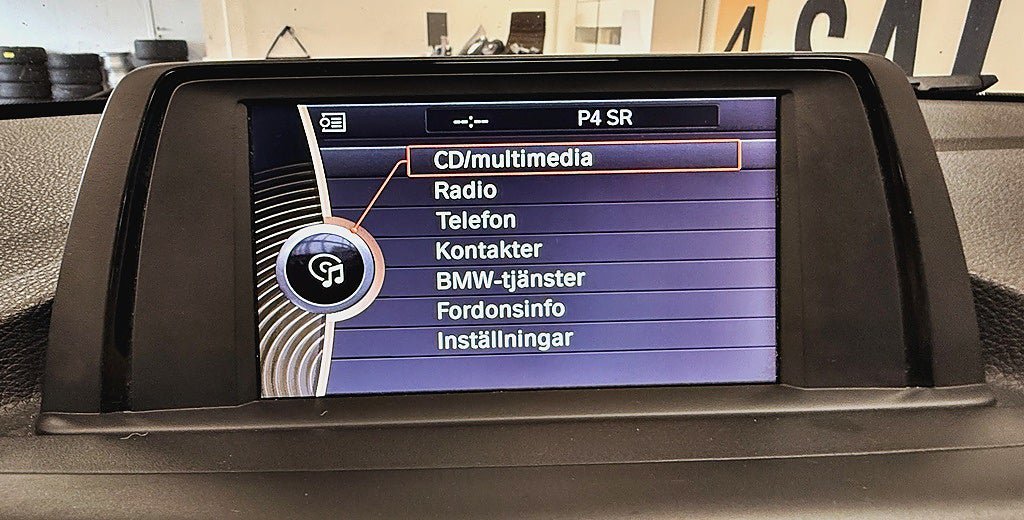 --:-- P4 SR
CD/multimedia
Radio
Telefon
Kontakter
BMW-tjänster
Fordonsinfo
Inställningar